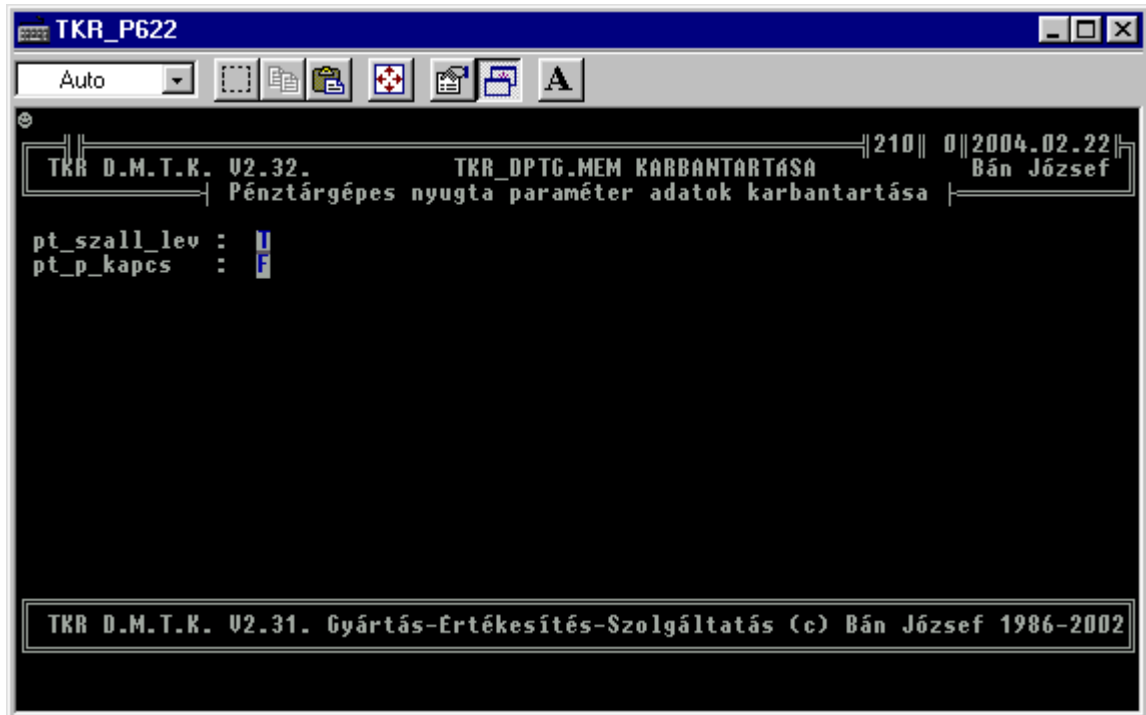 TKR_P622
Auto
A
210 0 2004.02.22
TKR D.M.T.K. V2.32. TKR_DPTG.MEM KARBANTARTáSA Bán József
Pénztárgépes nyugta paraméter adatok karbantartása
pt_szall_lev : T
pt_p_kapcs : F
TKR D.M.T.K. V2.31. Gyártás-Értékesítés-Szolgáltatás (c) Bán József 1986-2002